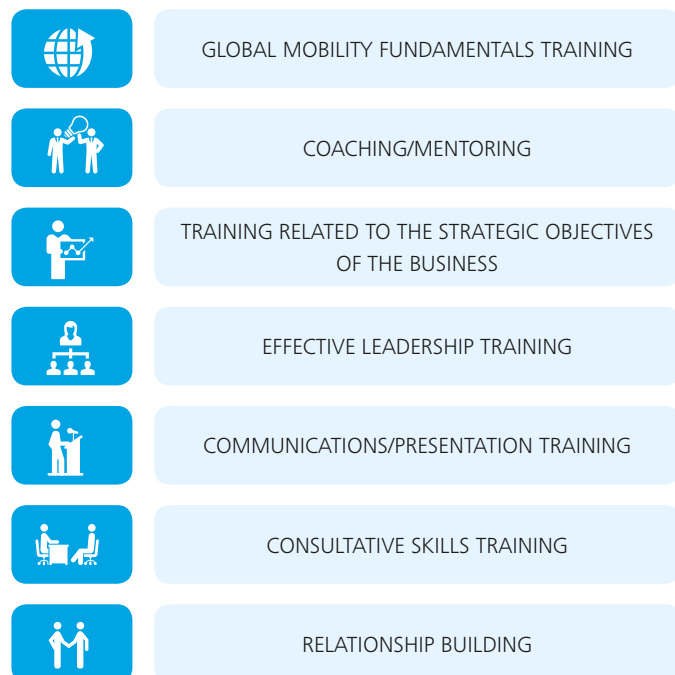 GLOBAL MOBILITY FUNDAMENTALS TRAINING
COACHING/MENTORING
TRAINING RELATED TO THE STRATEGIC OBJECTIVES
OF THE BUSINESS
EFFECTIVE LEADERSHIP TRAINING
COMMUNICATIONS/PRESENTATION TRAINING
CONSULTATIVE SKILLS TRAINING
RELATIONSHIP BUILDING